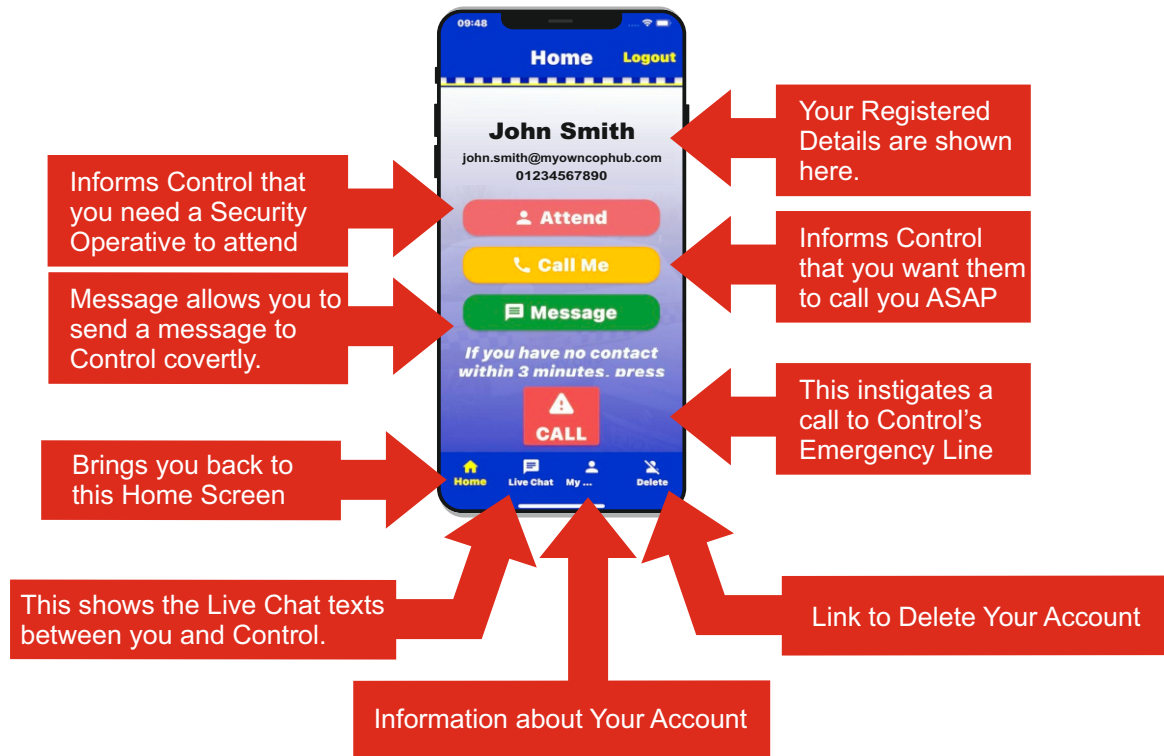 09:48
Home
Logout
John Smith
john.smith@myowncophub.com
01234567890
Attend
Call Me
Message
If you have no contact
within 3 minutes, press
CALL
Home
Live Chat
My ...
Delete
Your Registered
Details are shown
here.
Informs Control that
you need a Security
Operative to attend
Informs Control
that you want them
to call you ASAP
Message allows you to
send a message to
Control covertly.
This instigates a
call to Control’s
Emergency Line
Brings you back to
this Home Screen
This shows the Live Chat texts
between you and Control.
Link to Delete Your Account
Information about Your Account